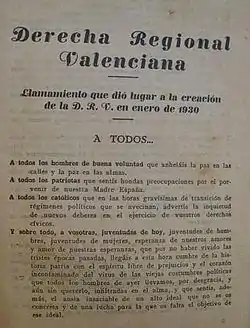 Derecha Regional
Valenciana
Llamamiento que dió lugar a la creación
de la D. R. V. en enero de 1930
A TODOS...
A todos los hombres de buena voluntad que anheláis la paz en las
calles y la paz en las almas.
A todos los patriotas que sentís hondas preocupaciones por el por-
venir de nuestra Madre España.
A todos los católicos que en las horas gravísimas de transición de
regímenes políticos que se avecinan, advertís la inquietud
de nuevos deberes en el ejercicio de vuestros derechos
cívicos.
Y sobre todo, a vosotras, juventudes de hoy, juventudes de hom-
bres, juventudes de mujeres, esperanza de nuestros amores
y amor de nuestras esperanzas, que por no haber vivido las
tristes épocas pasadas, llegáis a esta hora cumbre de la his-
toria patria con el espíritu libre de prejuicios y el corazón
incontaminado del virus de las viejas costumbres políticas
que todos los hombres de ayer llevamos, por desgracia, y
aún sin quererlo, infiltradas en el alma, y que sentís, ade-
más, el ansia insaciable de un alto ideal que no se os
concreta y de una lucha para la que os falta el objetivo de
ese ideal.